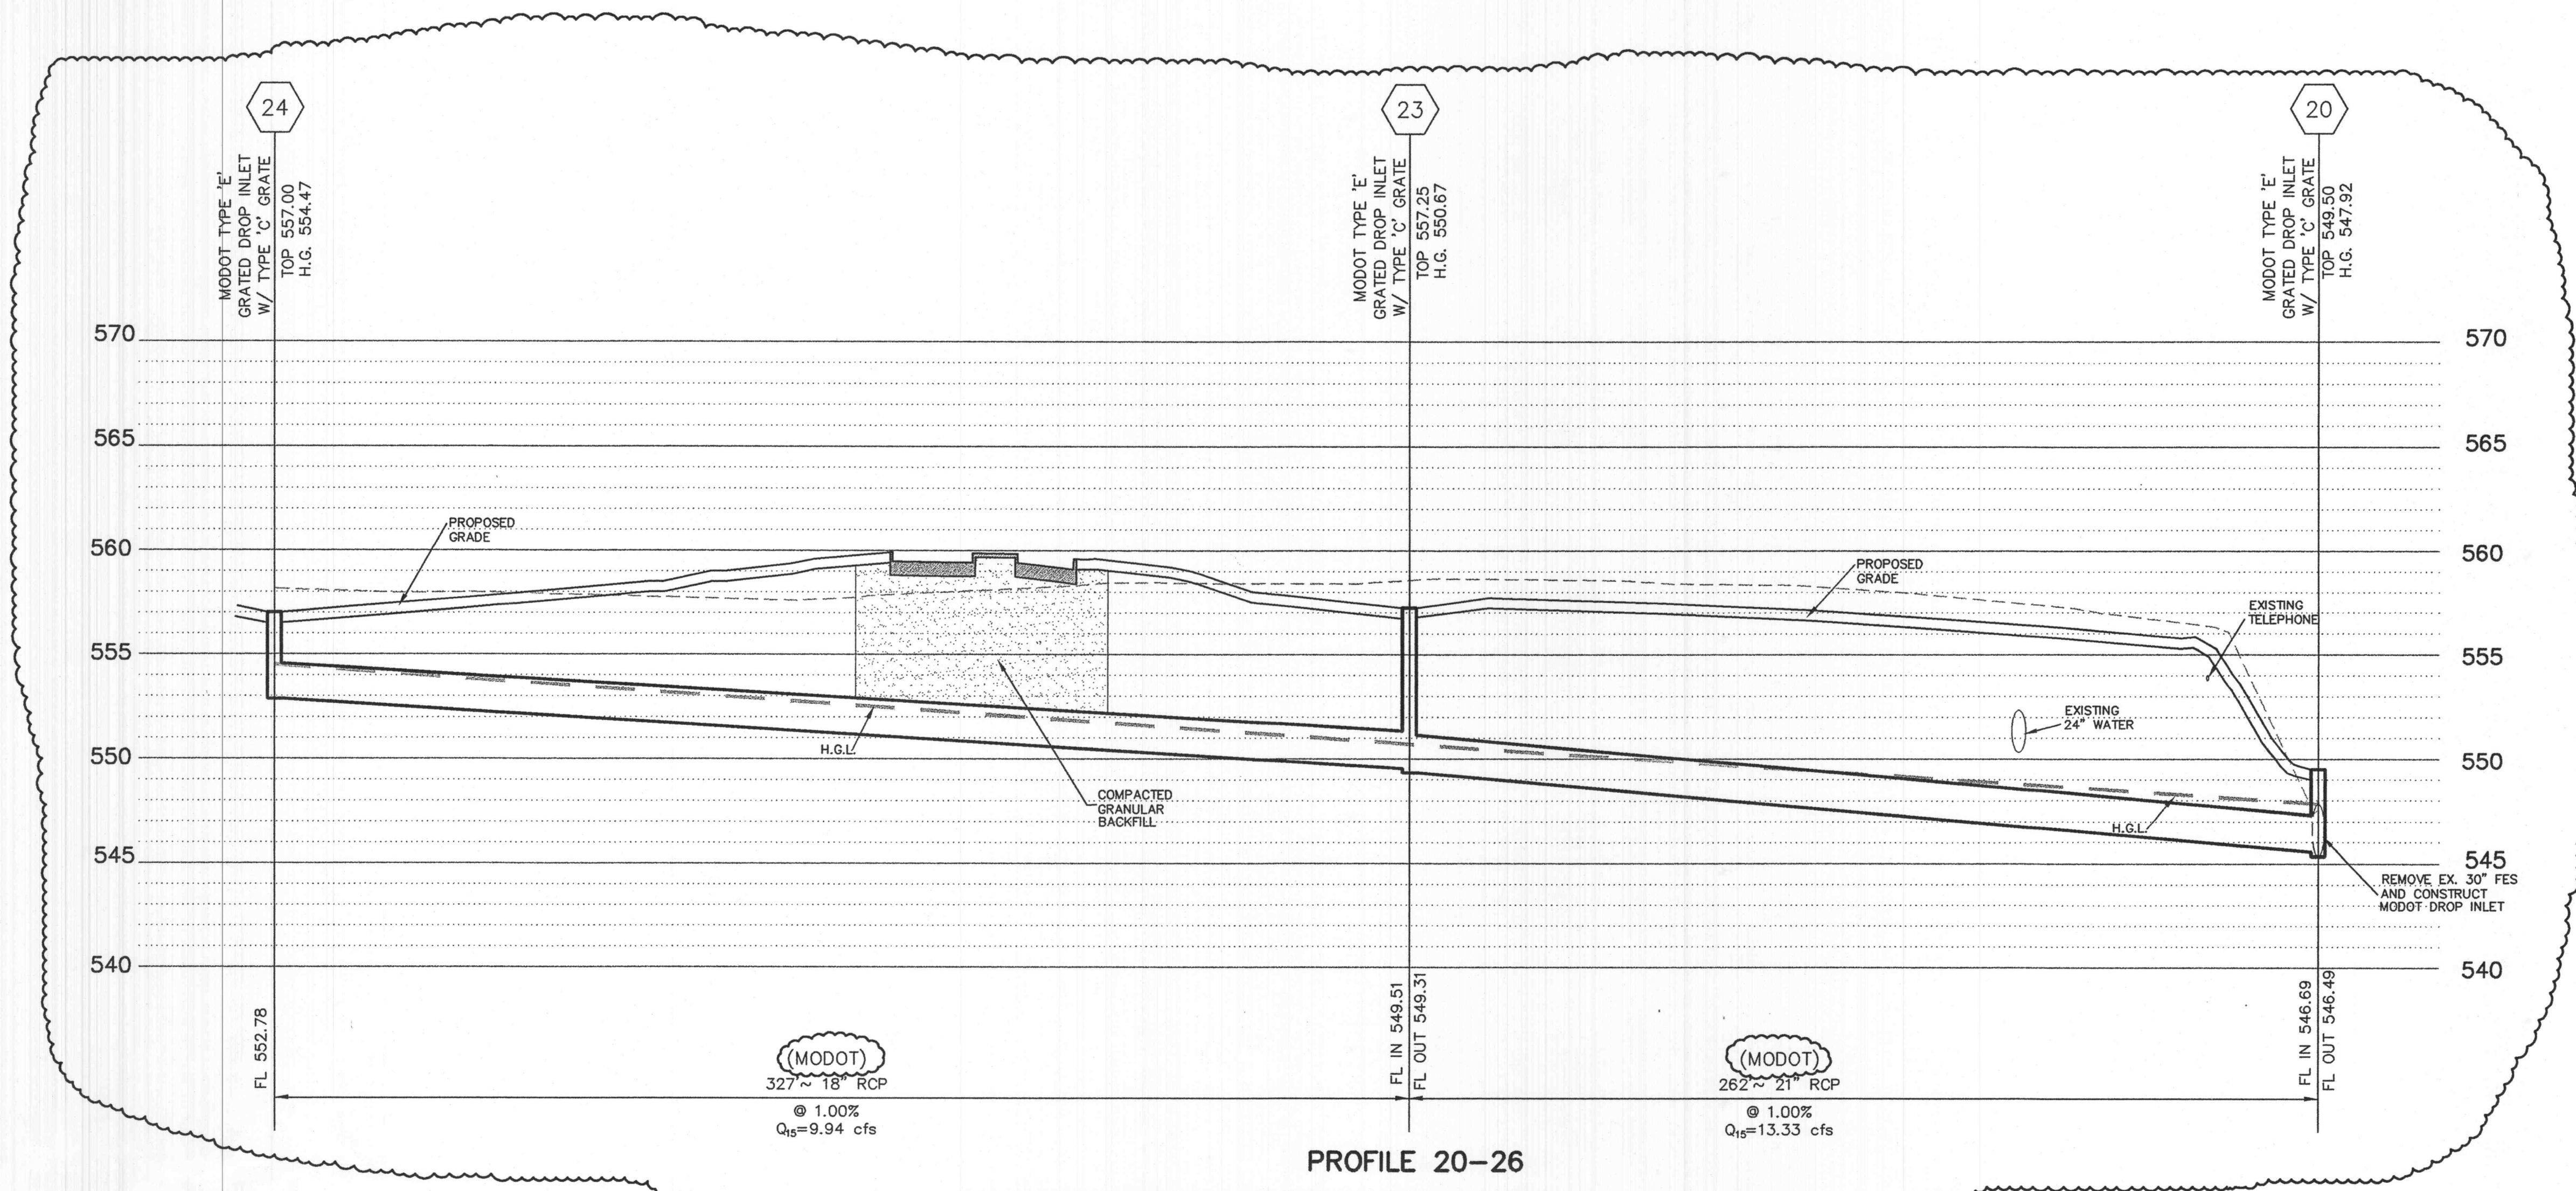 24
MODOT TYPE 'E'
GRATED DROP INLET
W/ TYPE 'C' GRATE
TOP 557.00
H.G. 554.47
23
MODOT TYPE 'E'
GRATED DROP INLET
W/ TYPE 'C' GRATE
TOP 557.25
H.G. 550.67
20
MODOT TYPE 'E'
GRATED DROP INLET
W/ TYPE 'C' GRATE
TOP 549.50
H.G. 547.92
570
570
565
565
560
560
555
555
550
550
545
545
540
540
PROPOSED
GRADE
PROPOSED
GRADE
EXISTING
TELEPHONE
EXISTING
24" WATER
H.G.L.
COMPACTED
GRANULAR
BACKFILL
H.G.L.
REMOVE EX. 30" FES
AND CONSTRUCT
MODOT DROP INLET
FL 552.78
FL IN 549.51
FL OUT 549.31
FL IN 546.69
FL OUT 546.49
(MODOT)
327'~ 18" RCP
@ 1.00%
Q15=9.94 cfs
(MODOT)
262'~ 21" RCP
@ 1.00%
Q15=13.33 cfs
PROFILE 20-26